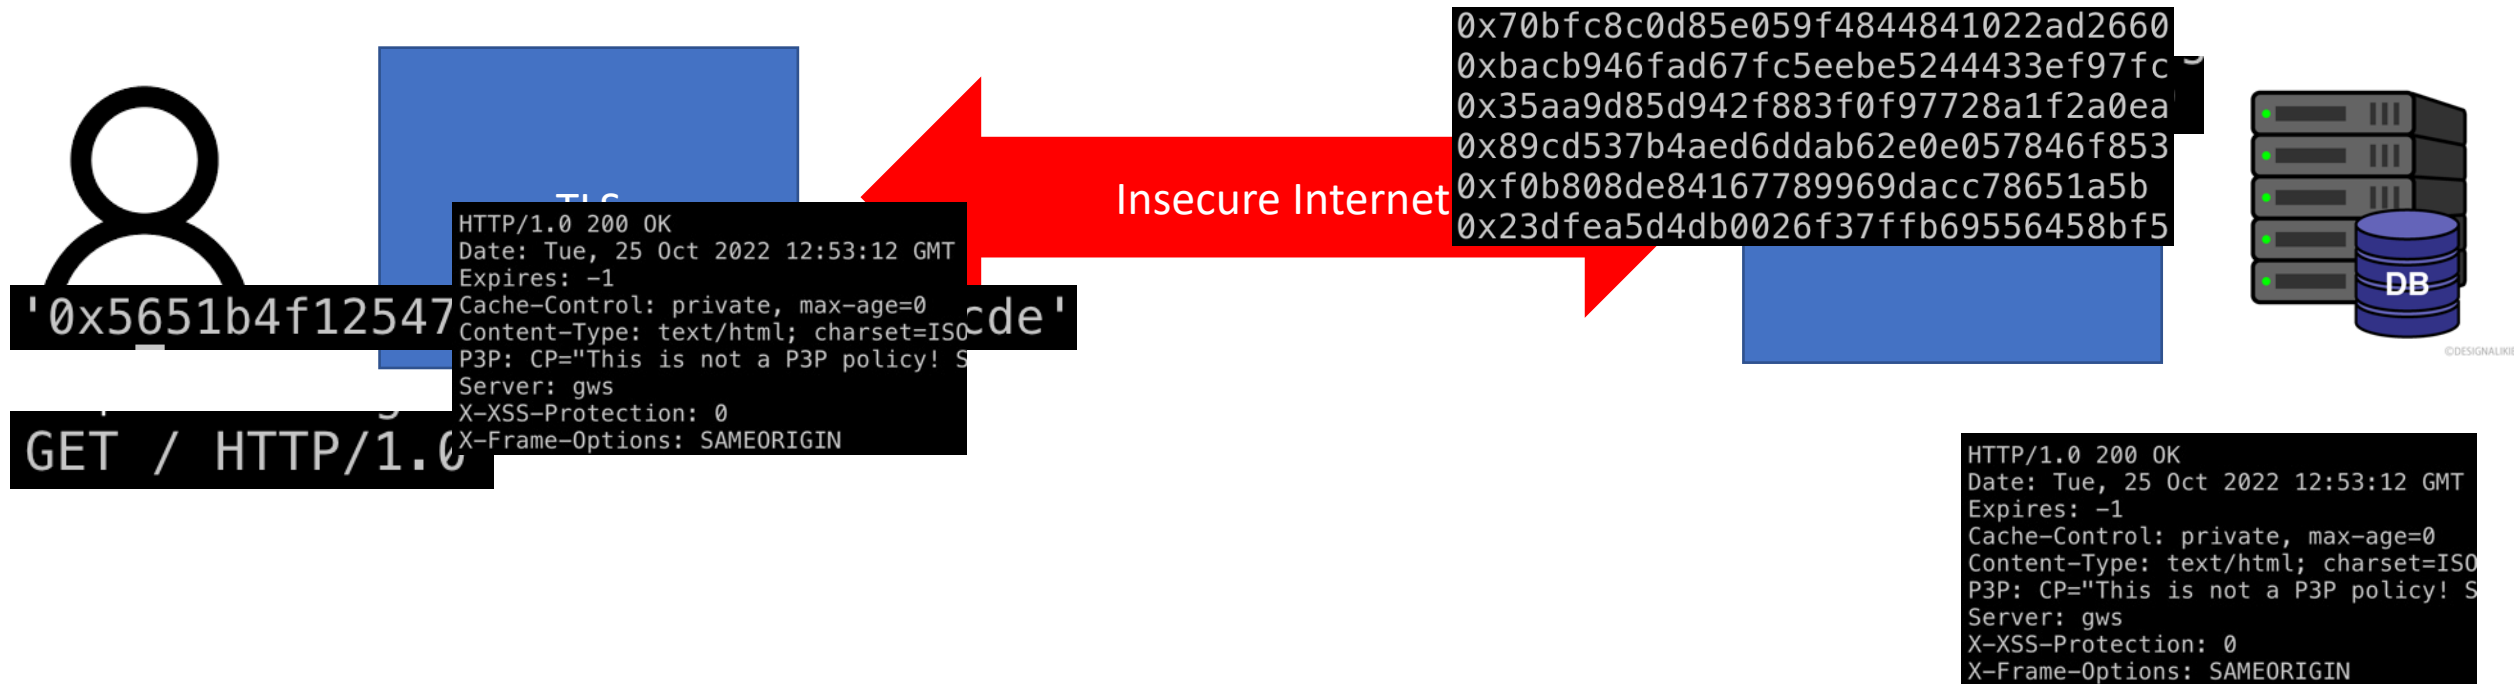 TLS
HTTP/1.0 200 OK
Date: Tue, 25 Oct 2022 12:53:12 GMT
Expires: -1
Cache-Control: private, max-age=0
Content-Type: text/html; charset=ISO
P3P: CP="This is not a P3P policy! S
Server: gws
X-XSS-Protection: 0
X-Frame-Options: SAMEORIGIN
'0x5651b4f12547
cde'
GET / HTTP/1.0
Insecure Internet
0x70bfc8c0d85e059f4844841022ad2660
0xbacb946fad67fc5eebe5244433ef97fc
0x35aa9d85d942f883f0f97728a1f2a0ea
0x89cd537b4aed6ddab62e0e057846f853
0xf0b808de84167789969dacc78651a5b
0x23dfea5d4db0026f37ffb69556458bf5
DB
©DESIGNALIKIE
HTTP/1.0 200 OK
Date: Tue, 25 Oct 2022 12:53:12 GMT
Expires: -1
Cache-Control: private, max-age=0
Content-Type: text/html; charset=ISO
P3P: CP="This is not a P3P policy! S
Server: gws
X-XSS-Protection: 0
X-Frame-Options: SAMEORIGIN